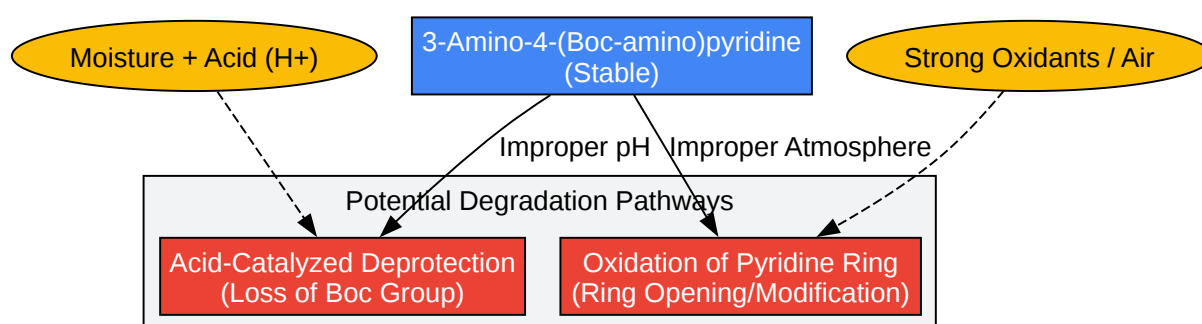 Moisture + Acid (H+)
3-Amino-4-(Boc-amino)pyridine
(Stable)
Strong Oxidants / Air
Improper pH
Improper Atmosphere
Potential Degradation Pathways
Acid-Catalyzed Deprotection
(Loss of Boc Group)
Oxidation of Pyridine Ring
(Ring Opening/Modification)